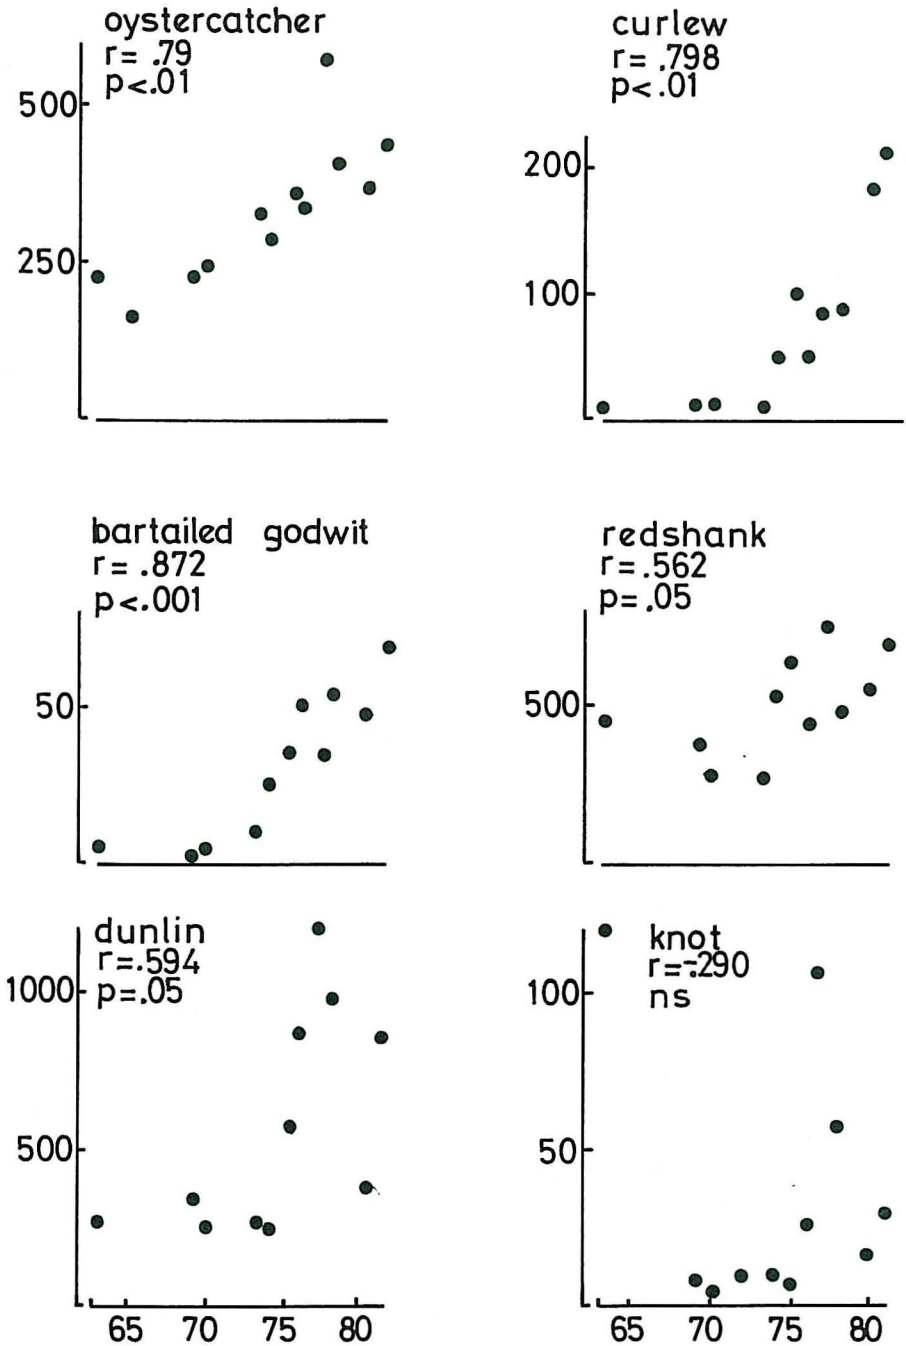 oystercatcher
r= .79
p<.01
500
250
curlew
r= .798
p<.01
200
100
bartailed godwit
r= .872
p<.001
50
redshank
r=.562
p=.05
500
dunlin
r=.594
p=.05
1000
500
65 70 75 80
knot
r=-.290
ns
100
50
65 70 75 80